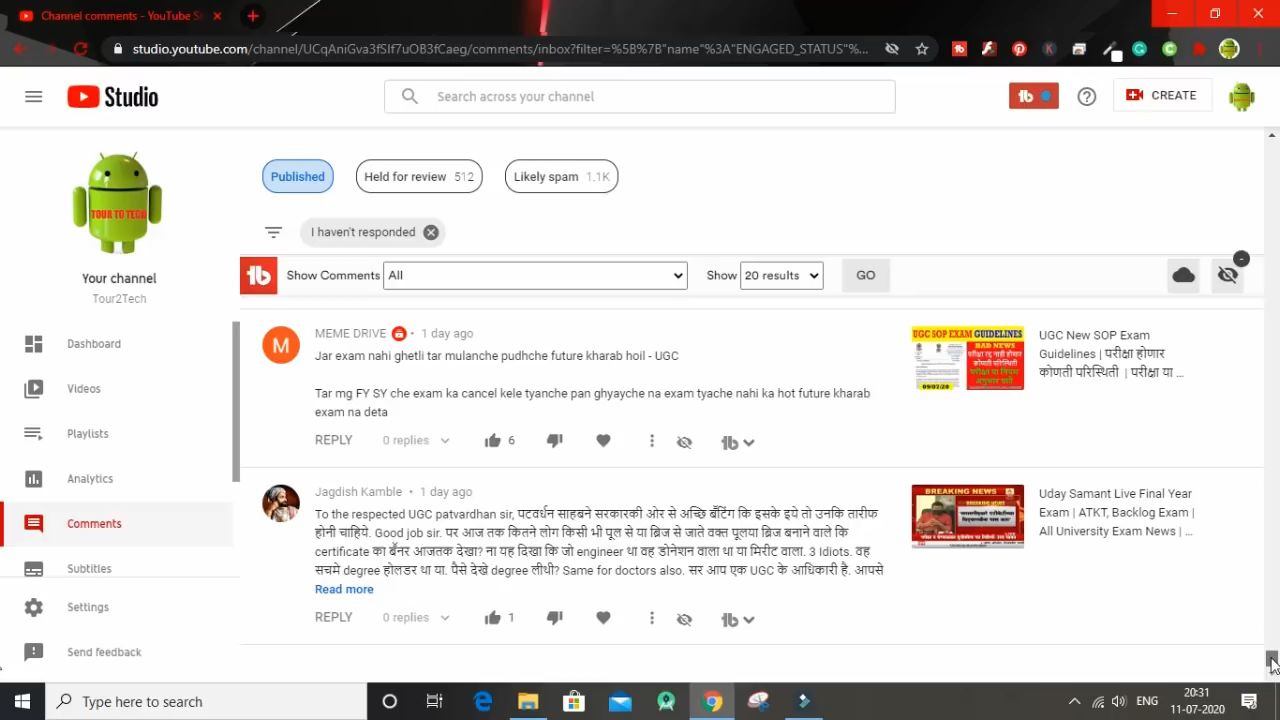 Channel comments - YouTube S
studio.youtube.com/channel/UCqAniGva3fSIf7uOB3fCaeg/comments/inbox?filter=%5B%7B"name"%3A"ENGAGED_STATUS"%...
Studio
Search across your channel
CREATE
TOUR TO TECH
Your channel
Tour2Tech
Dashboard
Videos
Playlists
Analytics
Comments
Subtitles
Settings
Send feedback
Published
Held for review 512
Likely spam 1.1K
I haven't responded
Show Comments All Show 20 results GO
MEME DRIVE • 1 day ago
Jar exam nahi ghetli tar mulanche pudhche future kharab hoil - UGC
Tar mg FY SY che exam ka cancel kele tyanche pan ghyayche na exam tyache nahi ka hot future kharab
exam na deta
REPLY 0 replies 6
UGC SOP EXAM GUIDELINES
BAD NEWS
09/07/20
UGC New SOP Exam
Guidelines | परीक्षा होणार
कोणती परिस्थिती | परीक्षा या ...
Jagdish Kamble • 1 day ago
To the respected UGC patvardhan sir, पटवर्धन साहबने सरकारकी ओर से अच्छि बॅंटिंग कि इसके इये तो उनकि तारीफ
होनी चाहिये. Good job sir. पर आज तक कितने लोग किसी भी पूल से या ब्रिज से जाते वक्त पूलया ब्रिज बनाने वाले कि
certificate का बॅंनर आजतक देखा? ना यह दिखा कि जो engineer था वह डोनेशन वाला था या मिरीट वाला. 3 Idiots. वह
सचमे degree होलडर था या. पैसे देखे degree लीधी? Same for doctors also. सर आप एक UGC के आधिकारी है. आपसे
Read more
REPLY 0 replies 1
BREAKING NEWS
Uday Samant Live Final Year
Exam | ATKT, Backlog Exam |
All University Exam News | ...
Type here to search
ENG
20:31
11-07-2020